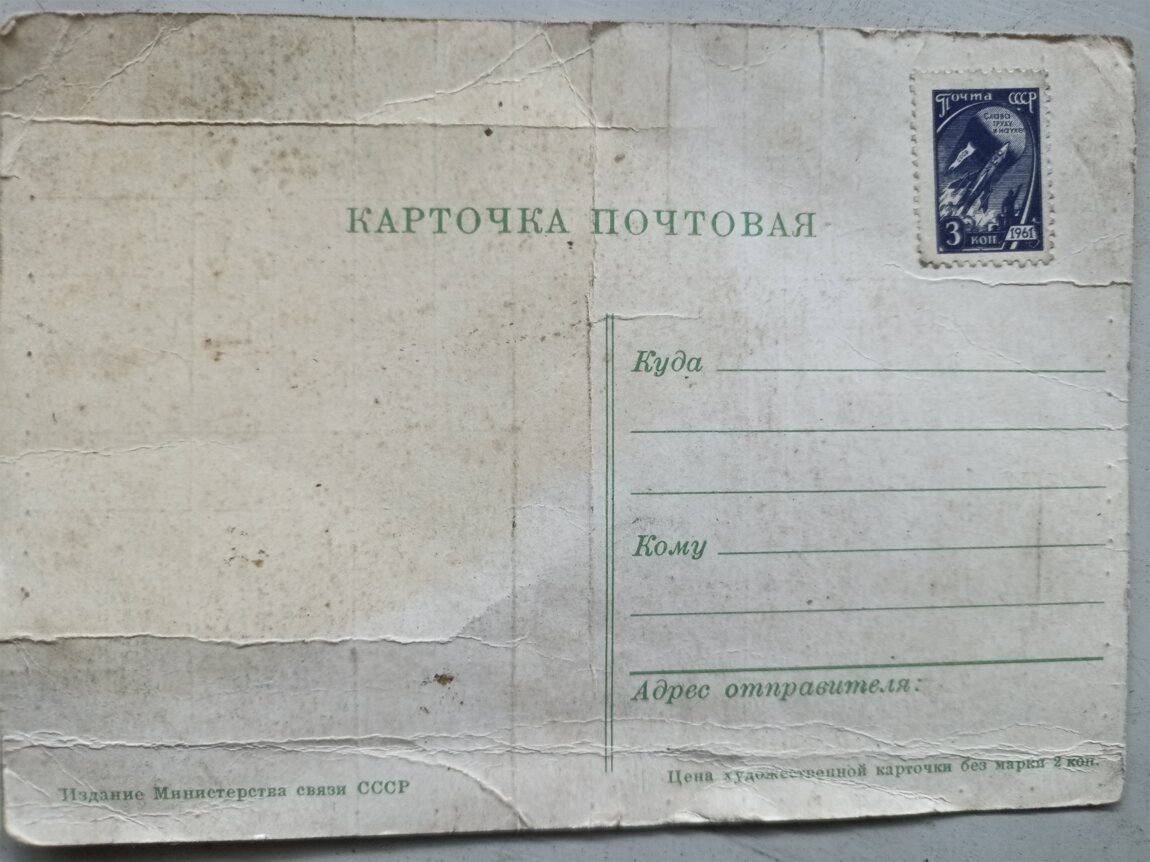 Почта СССР
Слава
труду
и науке
СССР
3 коп. 1961
КАРТОЧКА ПОЧТОВАЯ
Куда
Кому
Адрес отправителя:
Издание Министерства связи СССР
Цена художественной карточки без марки 2 коп.